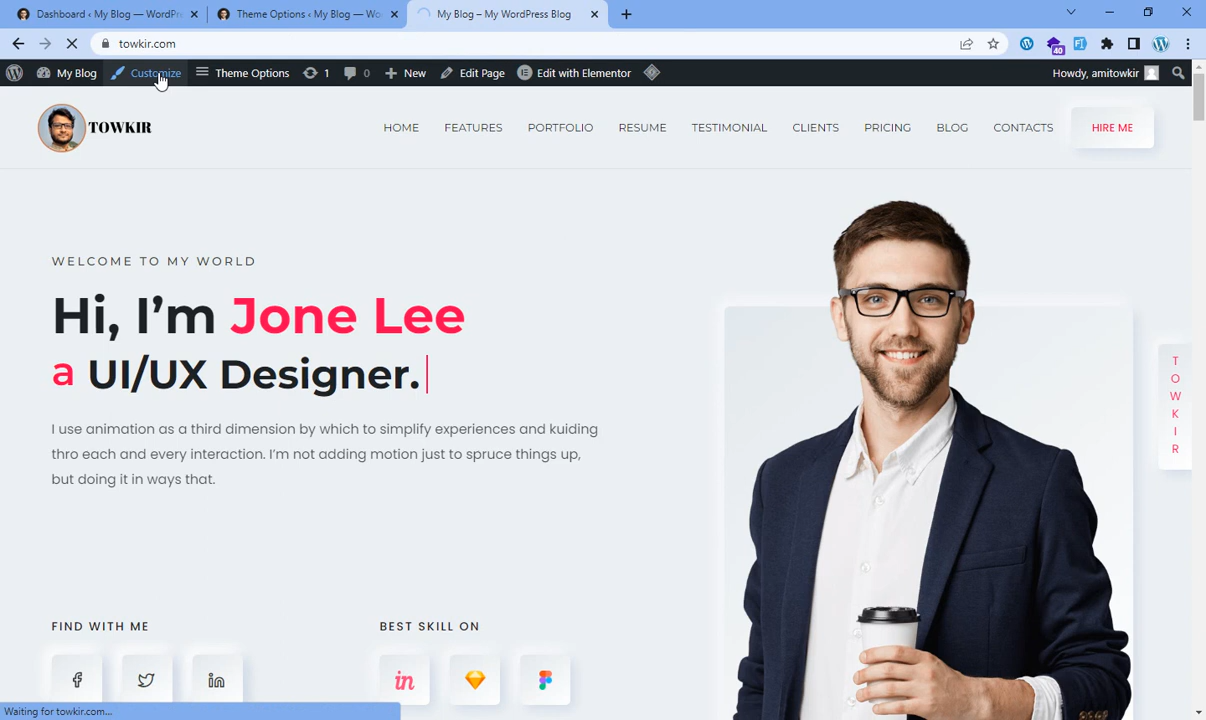 Dashboard ‹ My Blog — WordPr
Theme Options ‹ My Blog — Wo
My Blog – My WordPress Blog
towkir.com
40
My Blog
Customize
Theme Options
1
0
New
Edit Page
Edit with Elementor
Howdy, amitowkir
TOWKIR
HOME
FEATURES
PORTFOLIO
RESUME
TESTIMONIAL
CLIENTS
PRICING
BLOG
CONTACTS
HIRE ME
WELCOME TO MY WORLD
Hi, I’m Jone Lee
a UI/UX Designer.
I use animation as a third dimension by which to simplify experiences and kuiding
thro each and every interaction. I’m not adding motion just to spruce things up,
but doing it in ways that.
T
O
W
K
I
R
FIND WITH ME
BEST SKILL ON
in
in
Waiting for towkir.com...